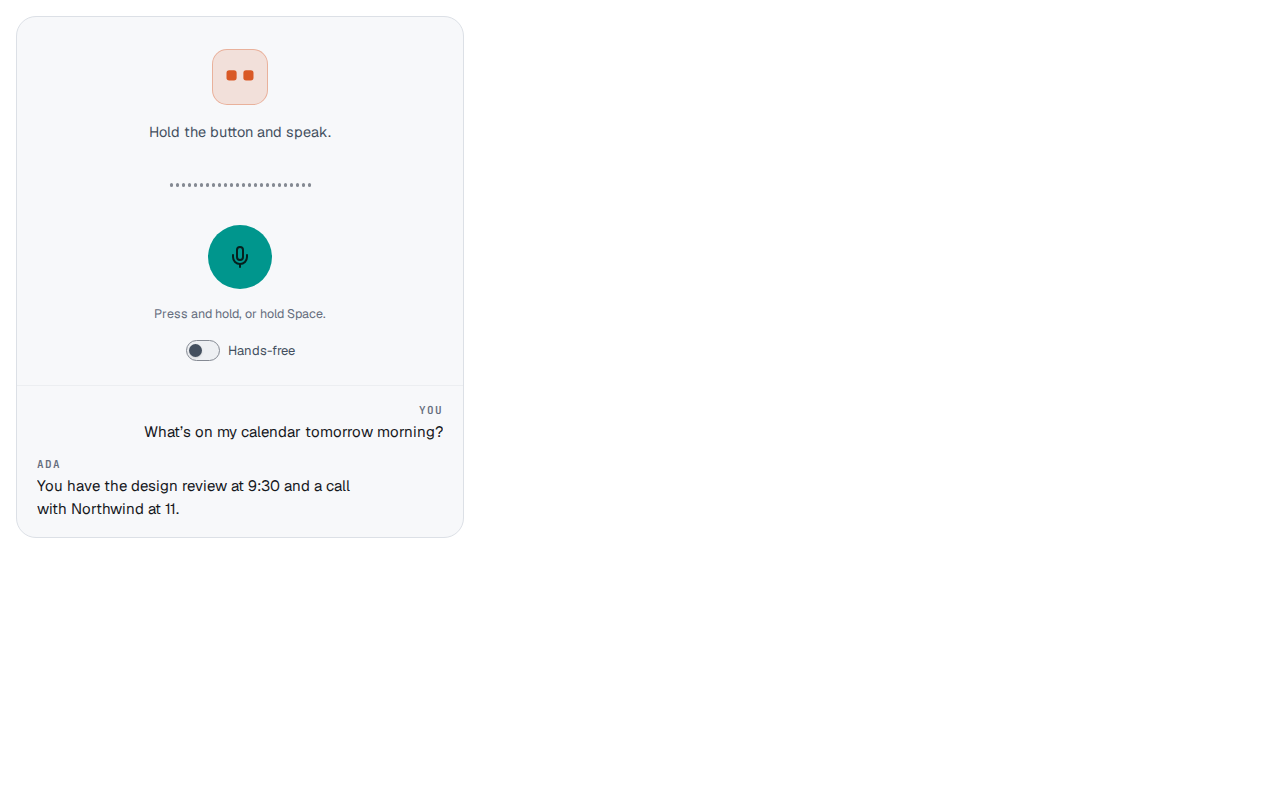 Hold the button and speak.
Press and hold, or hold Space.
Hands-free
YOU
What's on my calendar tomorrow morning?
ADA
You have the design review at 9:30 and a call
with Northwind at 11.